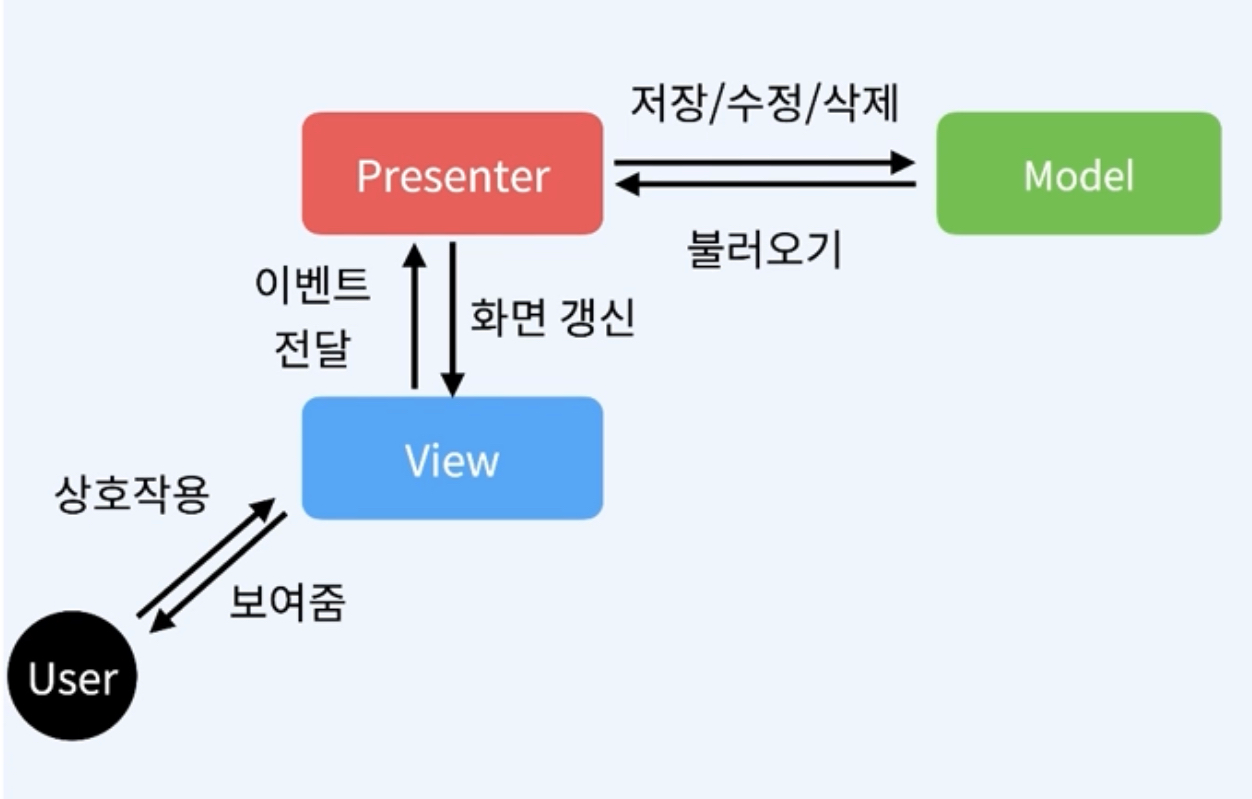 저장/수정/삭제
Presenter
Model
불러오기
이벤트
전달
화면 갱신
View
상호작용
보여줌
User